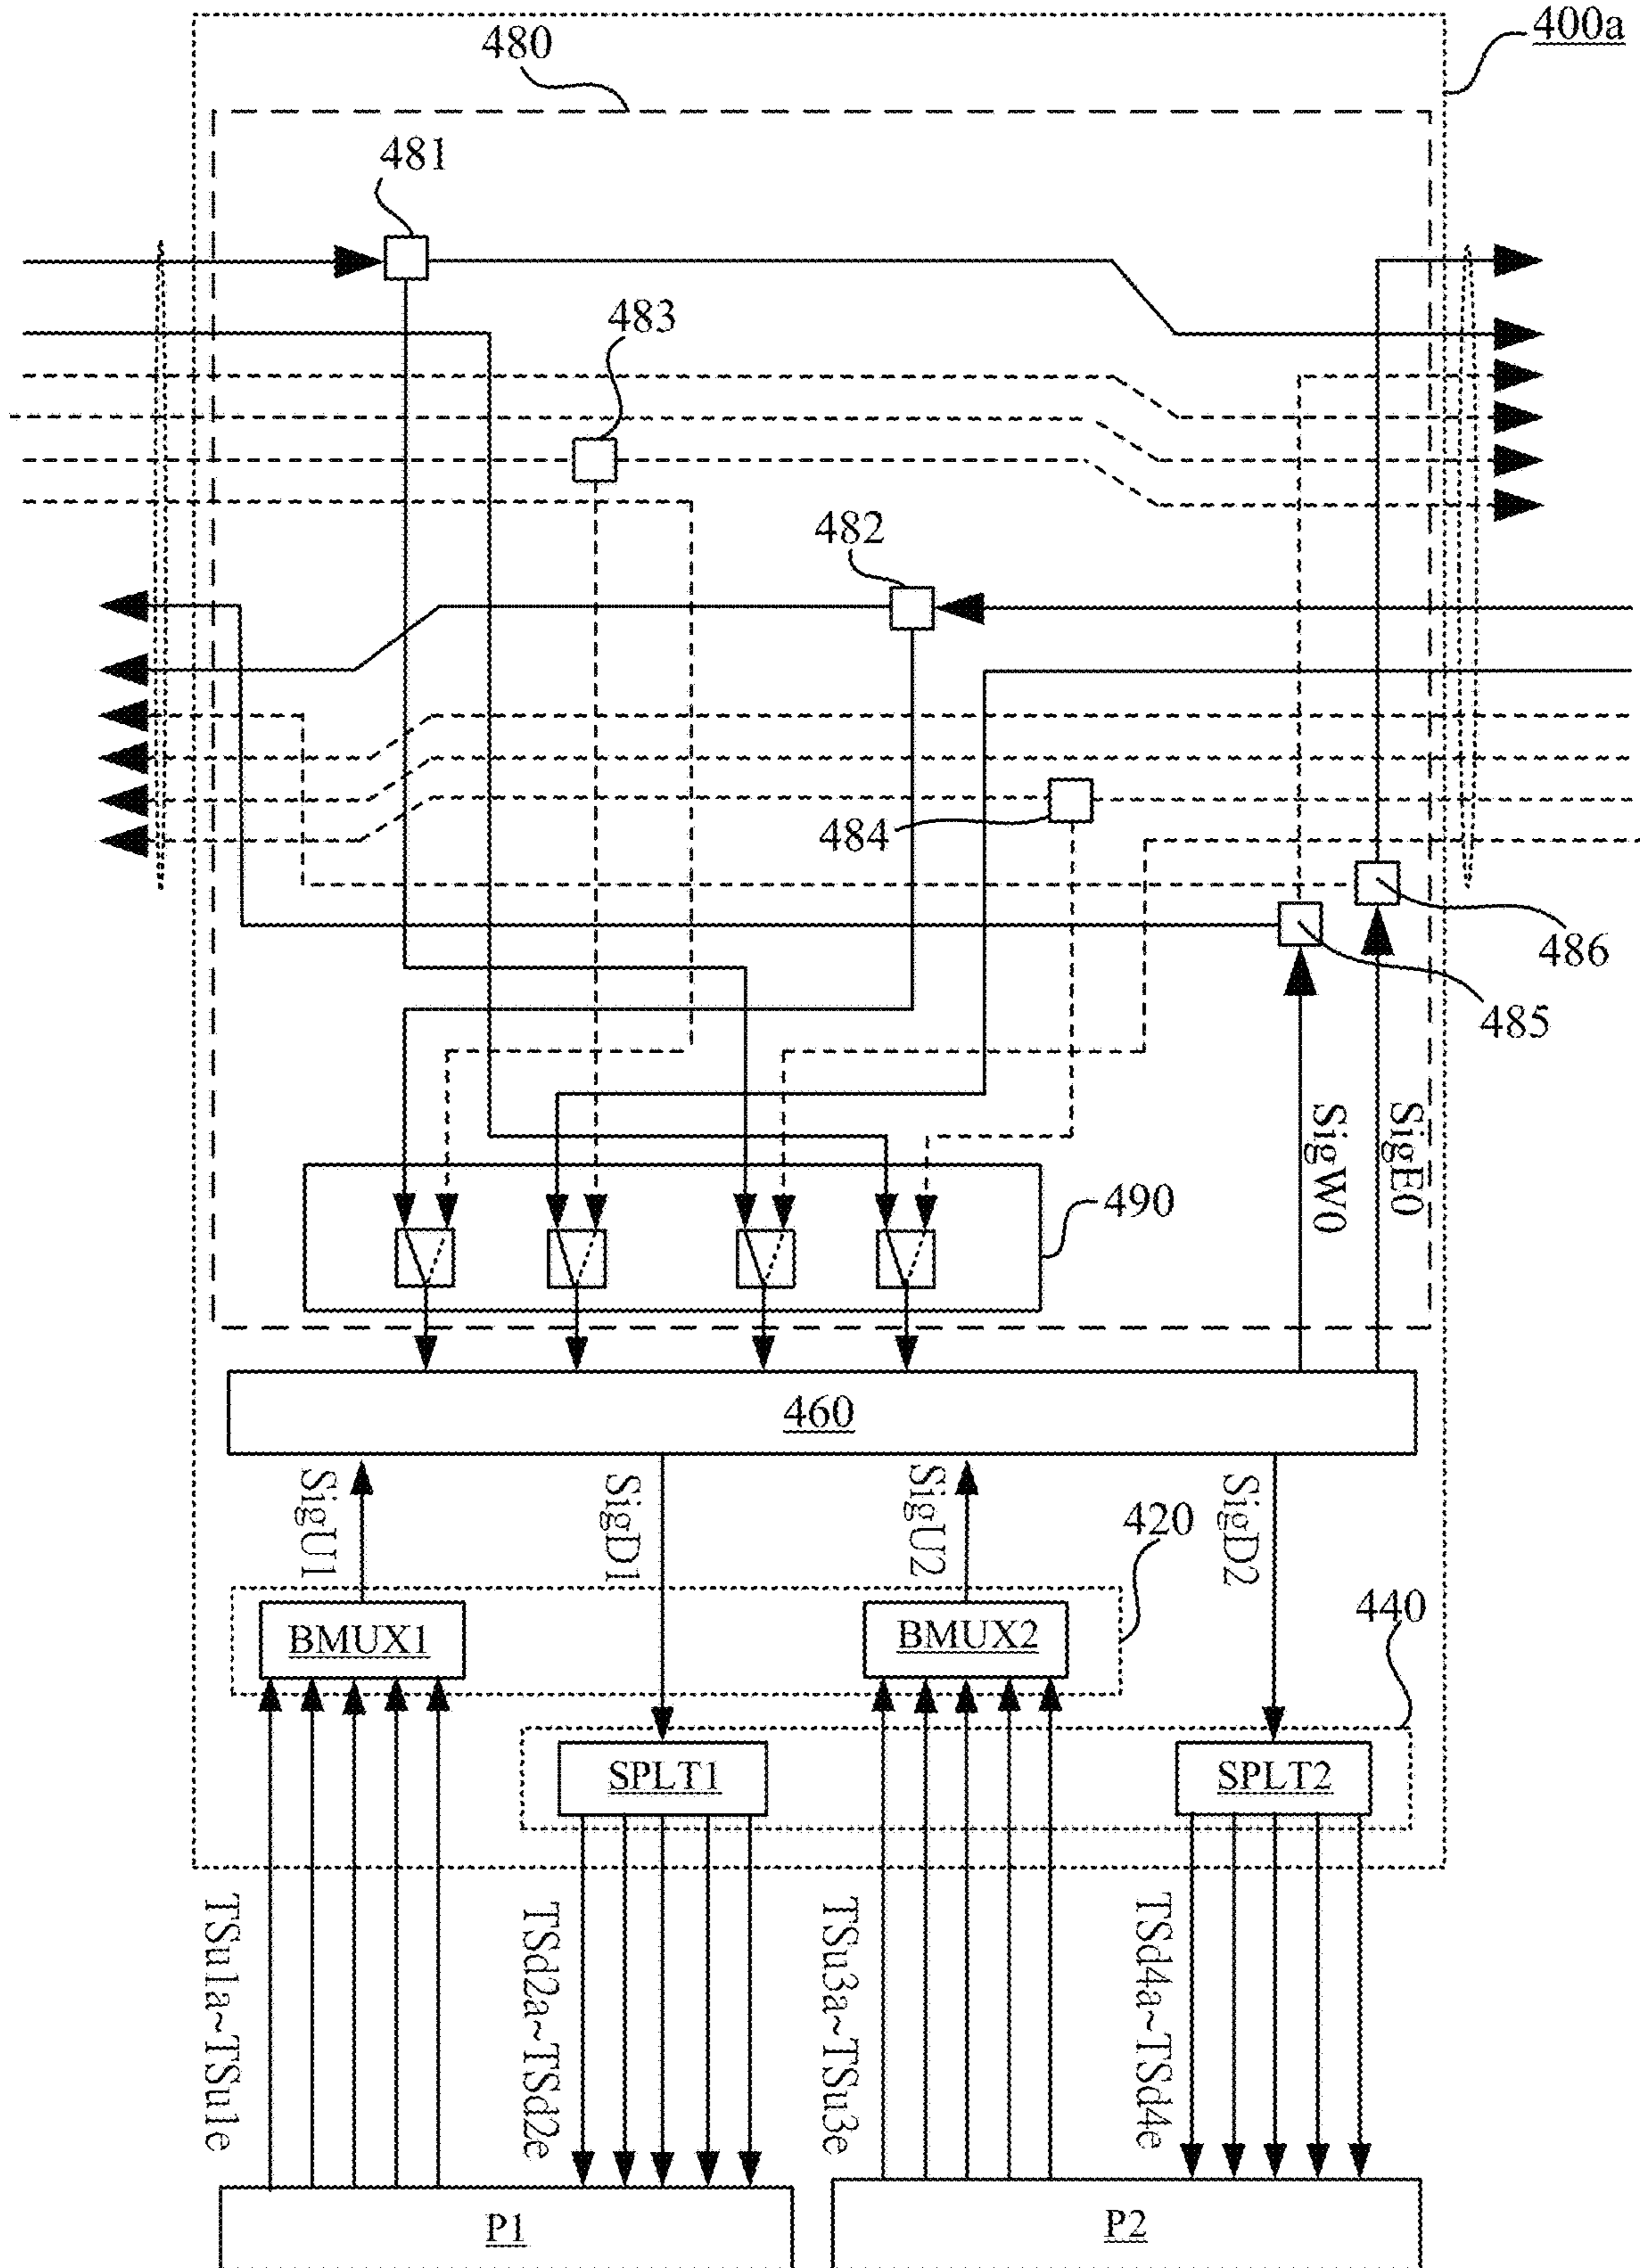 400a
480
481
483
482
484
486
485
SigW0
SigE0
490
460
SigU1
SigD1
SigU2
SigD2
420
440
BMUX1
BMUX2
SPLT1
SPLT2
TSu1a~TSu1e
TSd2a~TSd2e
TSu3a~TSu3e
TSd4a~TSd4e
P1
P2